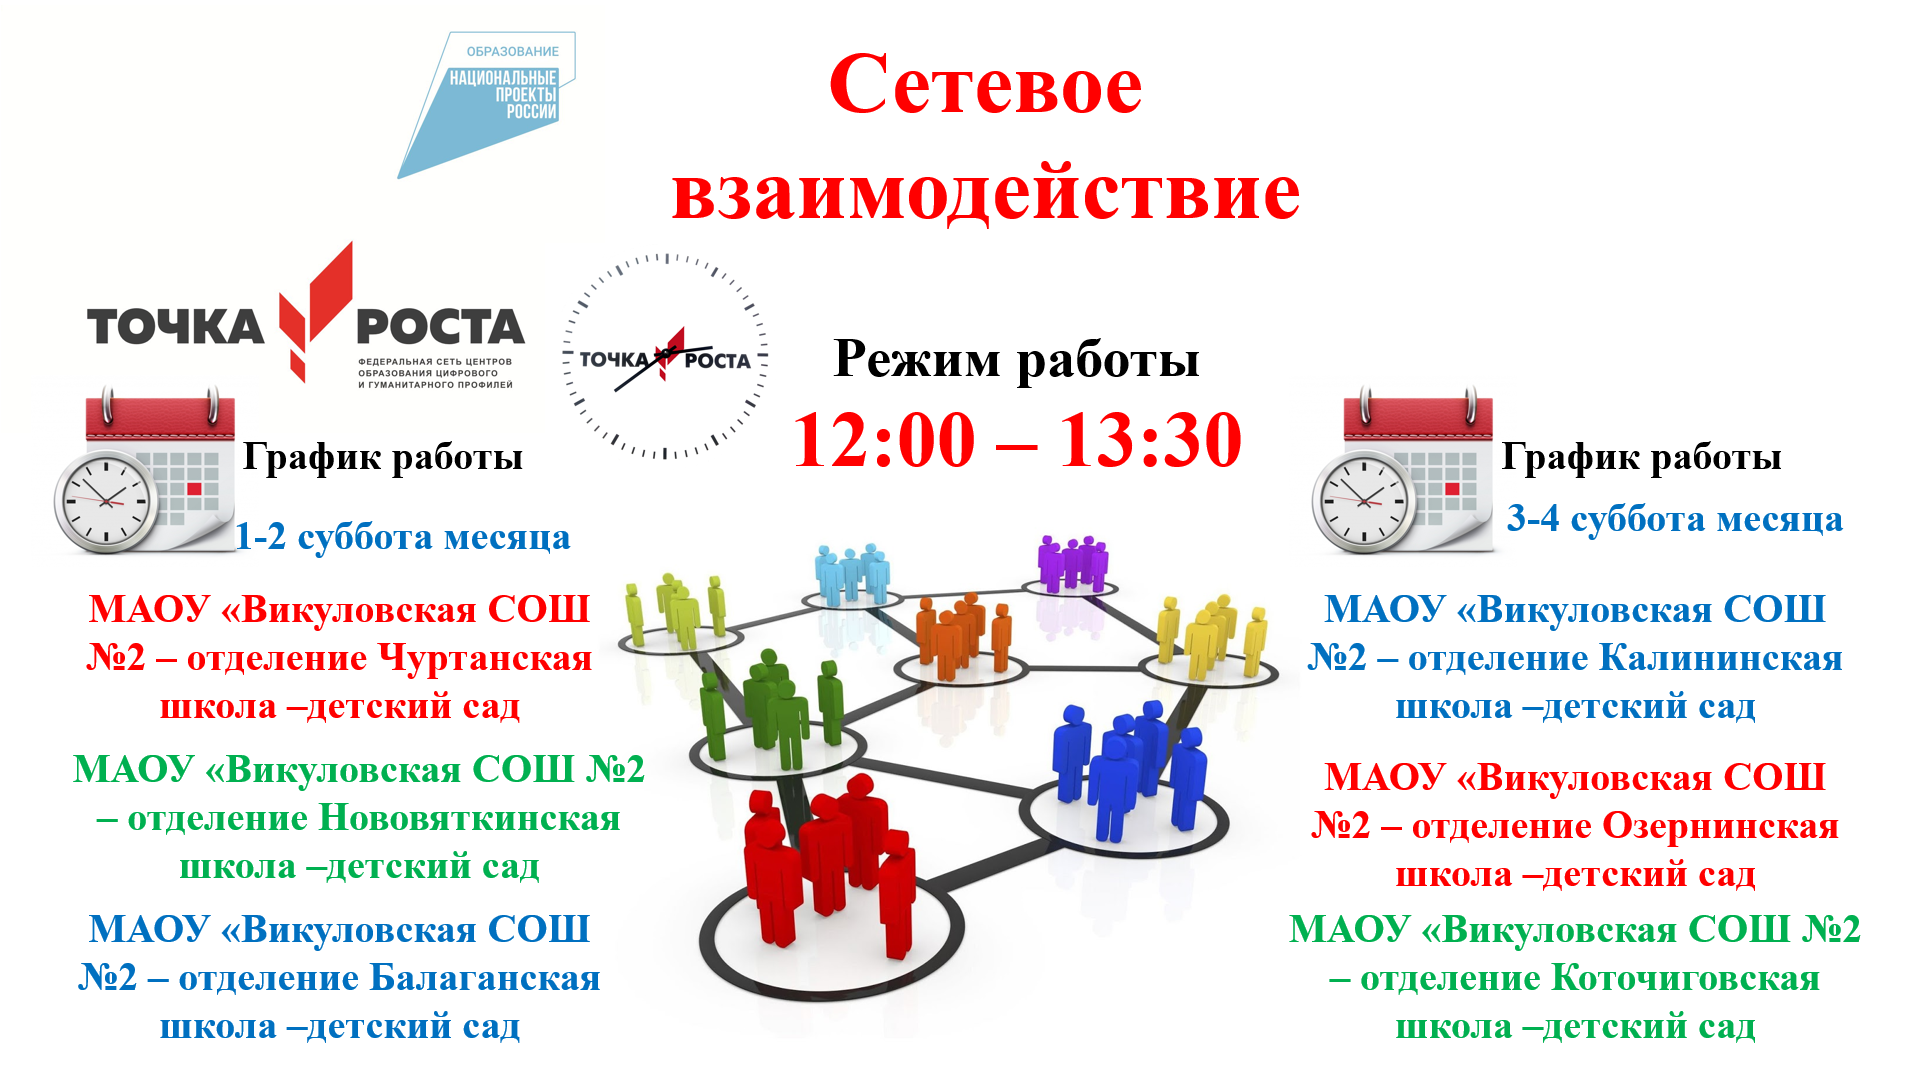 ОБРАЗОВАНИЕ
НАЦИОНАЛЬНЫЕ
ПРОЕКТЫ
РОССИИ
Сетевое
взаимодействие
ТОЧКА РОСТА
ФЕДЕРАЛЬНАЯ СЕТЬ ЦЕНТРОВ
ОБРАЗОВАНИЯ ЦИФРОВОГО
И ГУМАНИТАРНОГО ПРОФИЛЕЙ
ТОЧКА РОСТА
Режим работы
12:00 – 13:30
График работы
1-2 суббота месяца
МАОУ «Викуловская СОШ
№2 – отделение Чуртанская
школа –детский сад
МАОУ «Викуловская СОШ №2
– отделение Нововяткинская
школа –детский сад
МАОУ «Викуловская СОШ
№2 – отделение Балаганская
школа –детский сад
График работы
3-4 суббота месяца
МАОУ «Викуловская СОШ
№2 – отделение Калининская
школа –детский сад
МАОУ «Викуловская СОШ
№2 – отделение Озернинская
школа –детский сад
МАОУ «Викуловская СОШ №2
– отделение Коточиговская
школа –детский сад